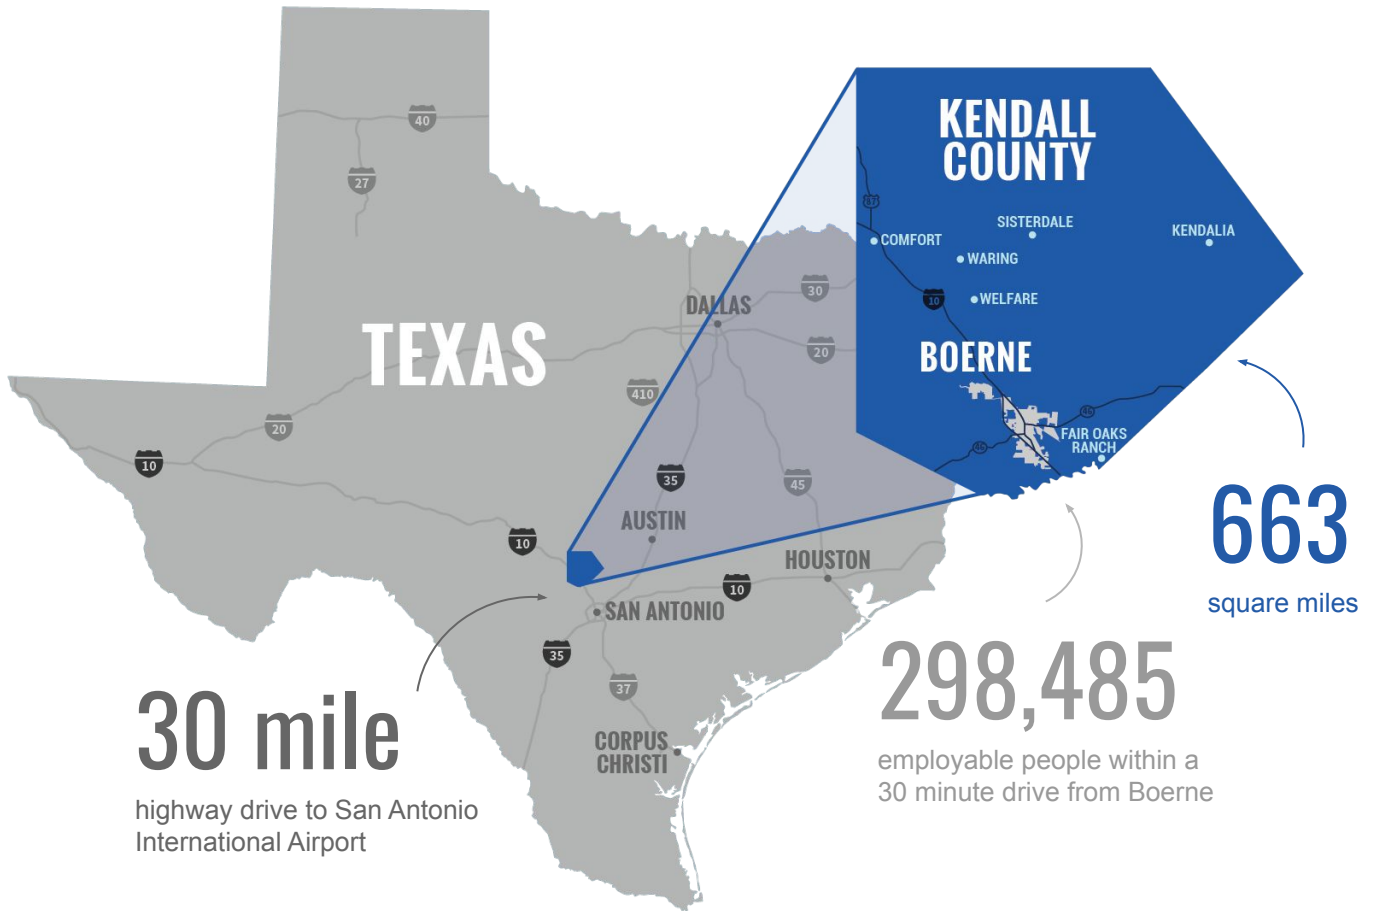 40
27
TEXAS
DALLAS
30
20
410
20
10
35
45
10
AUSTIN
HOUSTON
10
SAN ANTONIO
35
37
CORPUS
CHRISTI
KENDALL
COUNTY
87
COMFORT
SISTERDALE
KENDALIA
WARING
10
WELFARE
BOERNE
46
46
FAIR OAKS
RANCH
663
square miles
298,485
employable people within a
30 minute drive from Boerne
30 mile
highway drive to San Antonio
International Airport